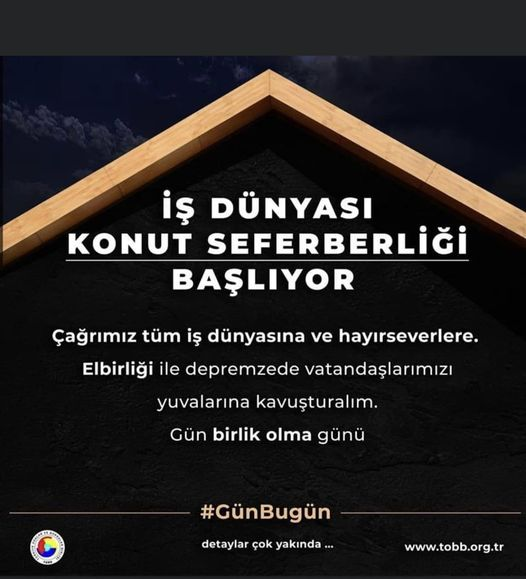 İŞ DÜNYASI
KONUT SEFERBERLİĞİ
BAŞLIYOR
Çağrımız tüm iş dünyasına ve hayırseverlere.
Elbirliği ile depremzede vatandaşlarımızı
yuvalarına kavuşturalım.
Gün birlik olma günü
#GünBugün
detaylar çok yakında ...
www.tobb.org.tr